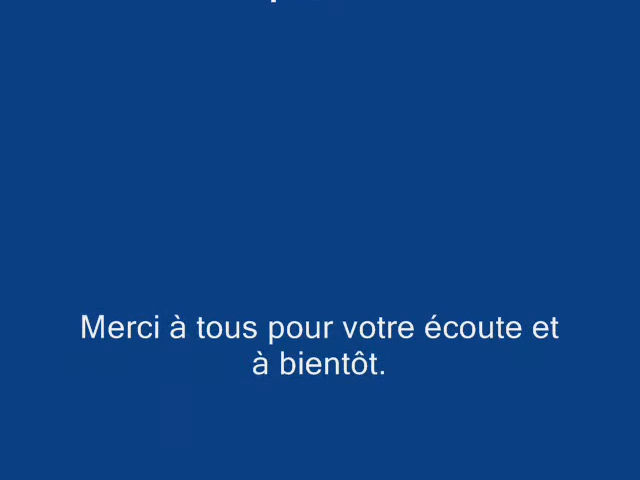 Merci à tous pour votre écoute et
à bientôt.